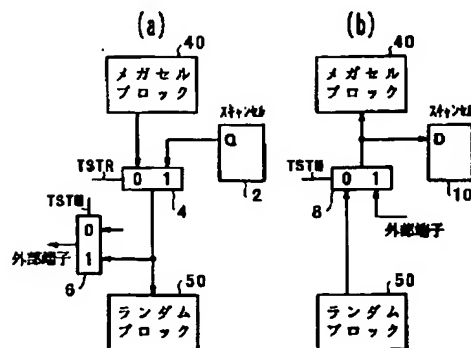 (a)
40
メガセル
ブロック
スキャンセル
Q
2
TSTR
0 1
4
TSTM
0
1
外部端子
6
50
ランダム
ブロック
(b)
40
メガセル
ブロック
スキャンセル
D
10
TSTM
0 1
8
外部端子
50
ランダム
ブロック